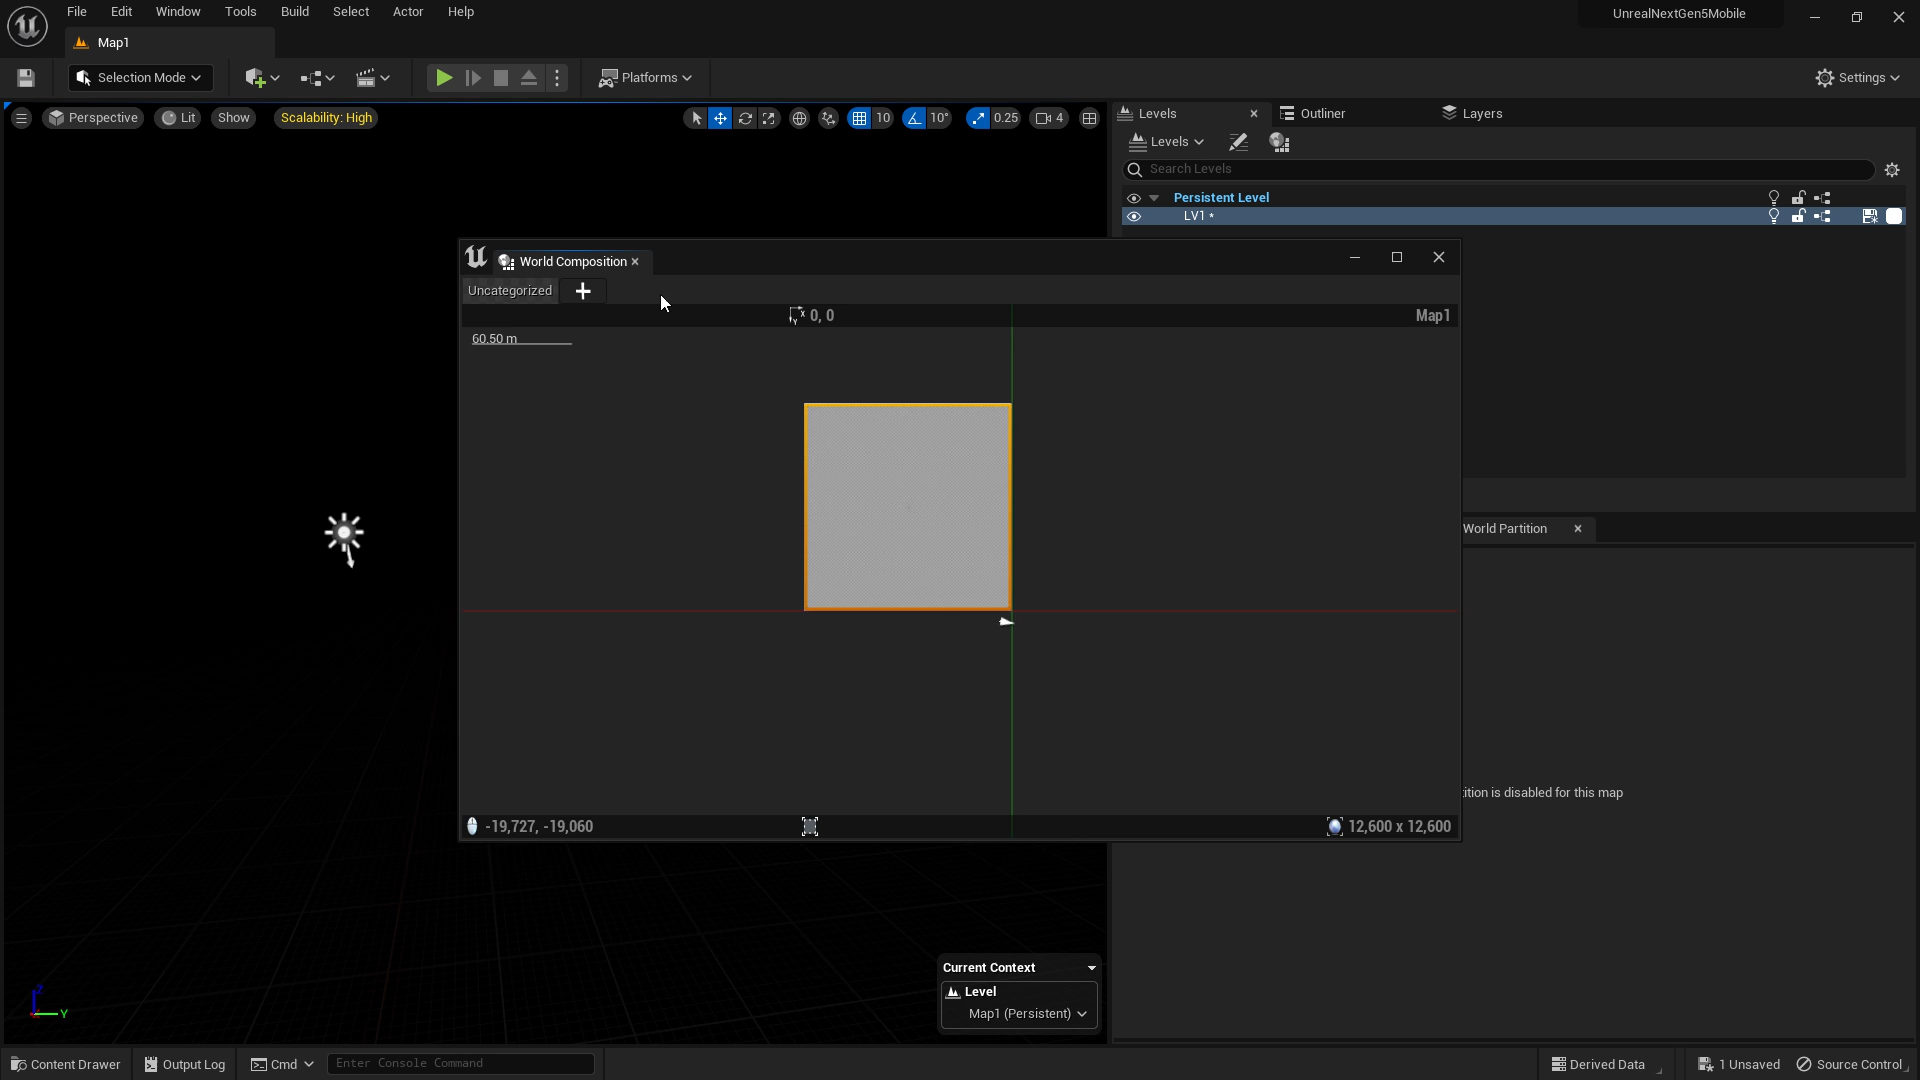 File Edit Window Tools Build Select Actor Help
UnrealNextGen5Mobile
Map1
Selection Mode
Platforms
Settings
Perspective Lit Show Scalability: High
10 10° 0.25 4
Levels Outliner Layers
Levels
Search Levels
Persistent Level
LV1 *
World Composition
Uncategorized
0, 0
Map1
60.50 m
World Partition
tition is disabled for this map
-19,727, -19,060
12,600 x 12,600
Current Context
Level
Map1 (Persistent)
Z
Y
Content Drawer Output Log Cmd Enter Console Command
Derived Data 1 Unsaved Source Control